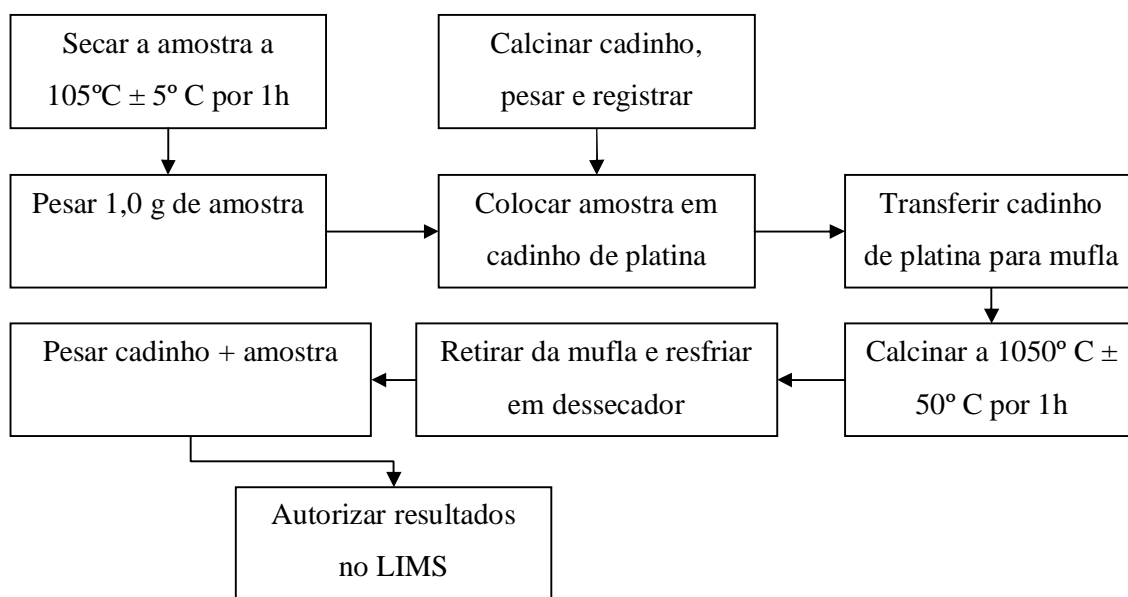 Secar a amostra a
105ºC ± 5º C por 1h
Calcinar cadinho,
pesar e registrar
Pesar 1,0 g de amostra
Colocar amostra em
cadinho de platina
Transferir cadinho
de platina para mufla
Calcinar a 1050º C ±
50º C por 1h
Retirar da mufla e resfriar
em dessecador
Pesar cadinho + amostra
Autorizar resultados
no LIMS